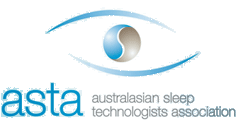 asta
australasian sleep
technologists association